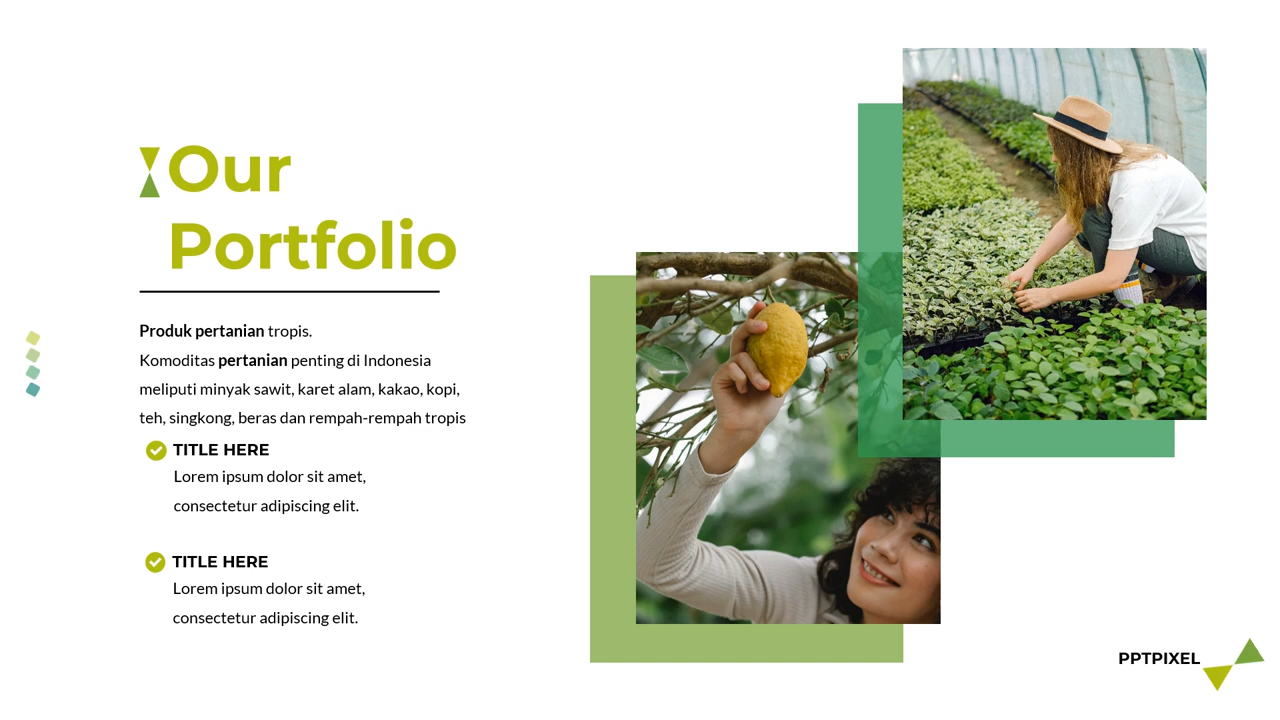 Our
Portfolio
Produk pertanian tropis.
Komoditas pertanian penting di Indonesia
meliputi minyak sawit, karet alam, kakao, kopi,
teh, singkong, beras dan rempah-rempah tropis
TITLE HERE
Lorem ipsum dolor sit amet,
consectetur adipiscing elit.
TITLE HERE
Lorem ipsum dolor sit amet,
consectetur adipiscing elit.
PPTPIXEL